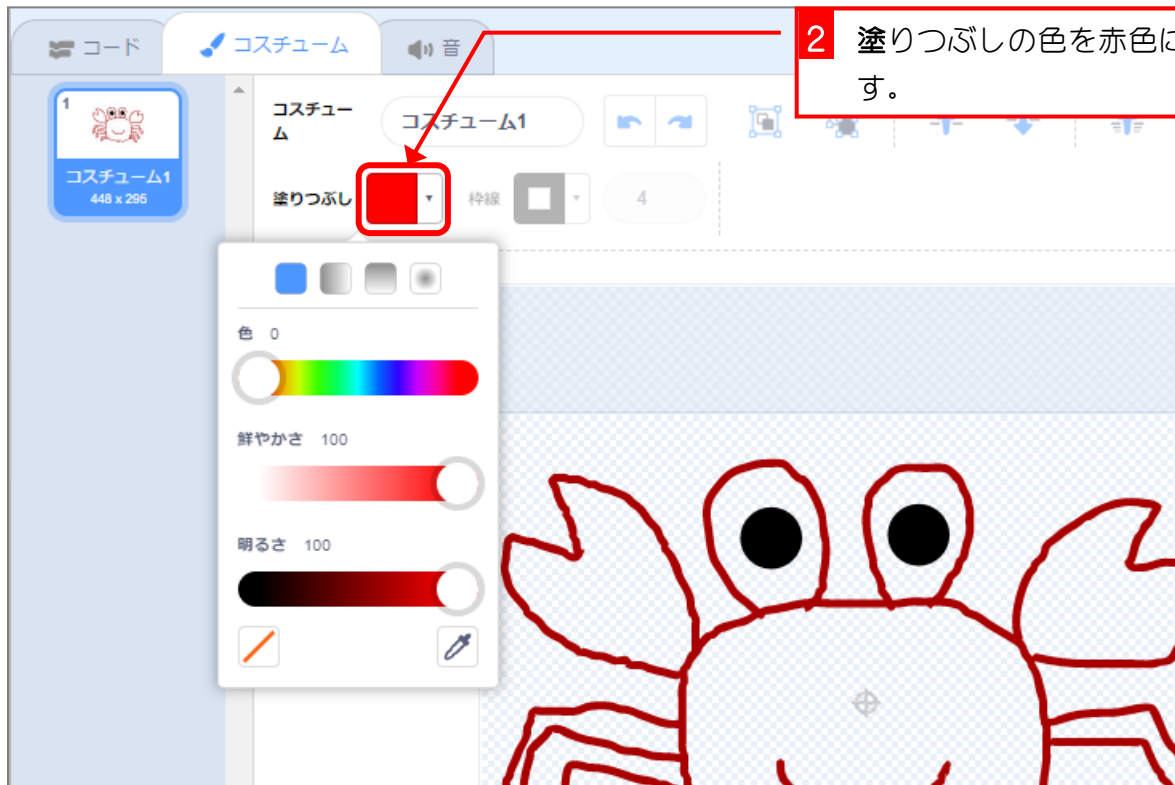 コード
コスチューム
音
2 塗りつぶしの色を赤色に
す。
1
コスチューム1
448 x 295
コスチュー
ム
コスチューム1
塗りつぶし
枠線
4
色 0
鮮やかさ 100
明るさ 100